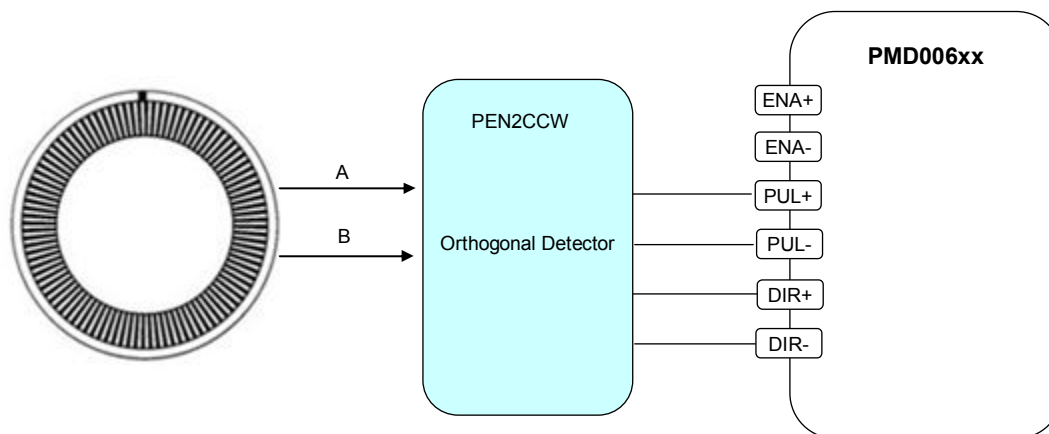 PMD006xx
ENA+
PEN2CCW
ENA-
A
PUL+
B
Orthogonal Detector
PUL-
DIR+
DIR-